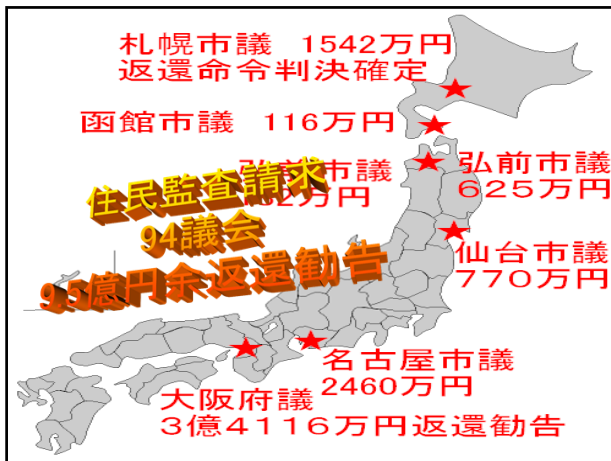 札幌市議 1542万円
返還命令判決確定
函館市議 116万円
弘前市議
625万円
住民監査請求
94議会
9.5億円余返還勧告
仙台市議
770万円
名古屋市議
2460万円
大阪府議
3億4116万円返還勧告